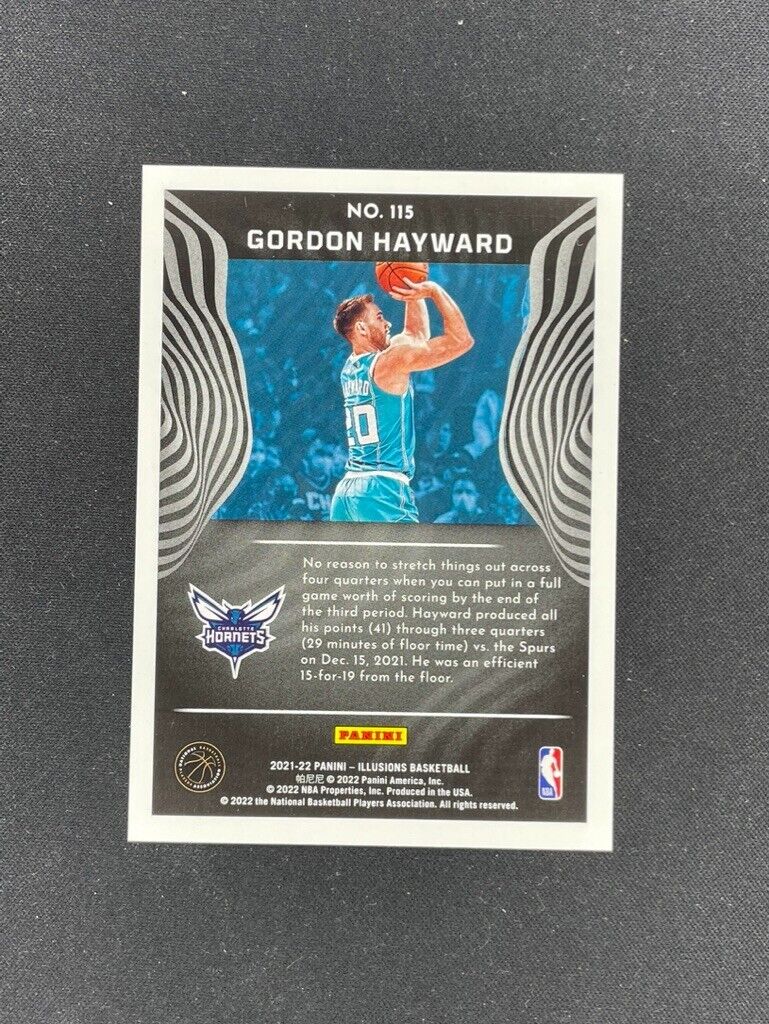 NO. 115
GORDON HAYWARD
20
No reason to stretch things out across
four quarters when you can put in a full
game worth of scoring by the end of
the third period. Hayward produced all
his points (41) through three quarters
(29 minutes of floor time) vs. the Spurs
on Dec. 15, 2021. He was an efficient
15-for-19 from the floor.
CHARLOTTE
HORNETS
PANINI
2021-22 PANINI – ILLUSIONS BASKETBALL
帕尼尼 © 2022 Panini America, Inc.
© 2022 NBA Properties, Inc. Produced in the USA.
© 2022 the National Basketball Players Association. All rights reserved.
NATIONAL BASKETBALL
PLAYERS ASSOCIATION
NBA